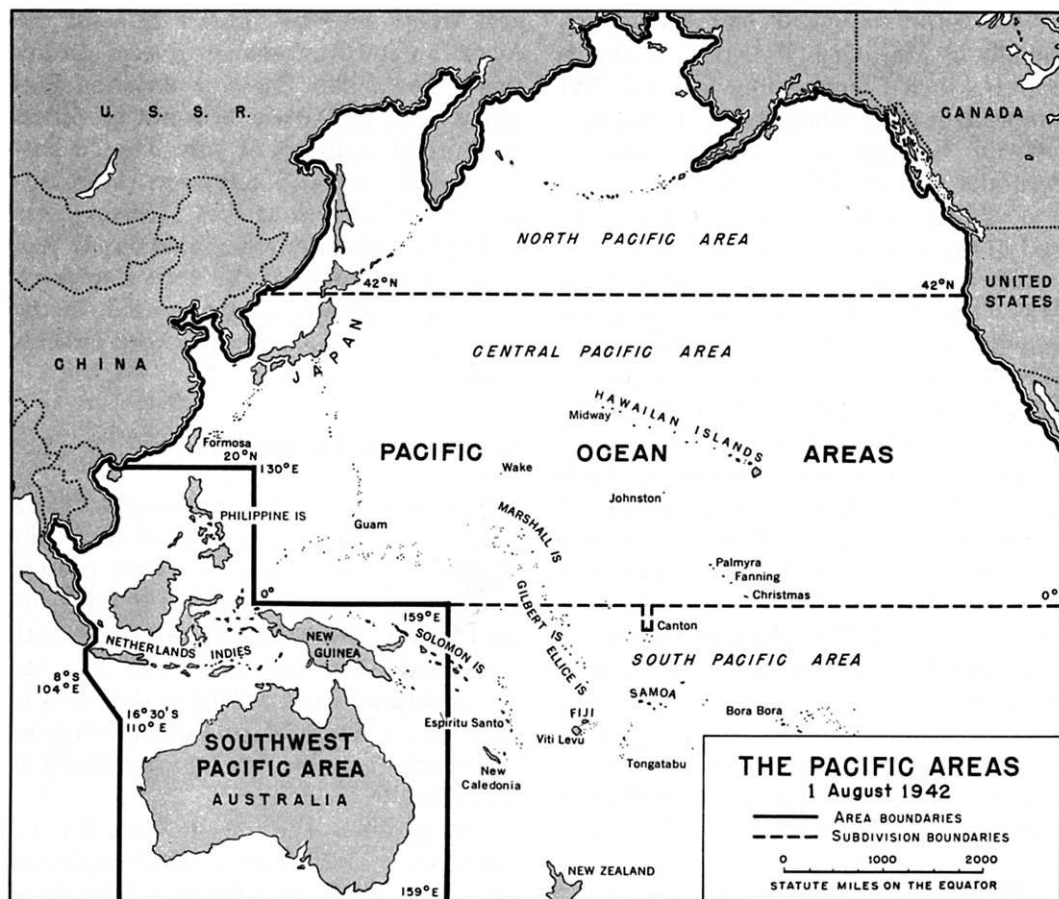 U. S. S. R.
CANADA
NORTH PACIFIC AREA
42°N
42°N
UNITED
STATES
CHINA
JAPAN
CENTRAL PACIFIC AREA
HAWAIIAN ISLANDS
Midway
Formosa
20°N
130°E
PACIFIC OCEAN AREAS
Wake
Johnston
PHILIPPINE IS
Guam
MARSHALL IS
Palmyra
Fanning
Christmas
0°
0°
159°E
GILBERT IS
Canton
NETHERLANDS INDIES
NEW
GUINEA
SOLOMON IS
ELLICE IS
SOUTH PACIFIC AREA
8°S
104°E
SAMOA
16°30'S
110°E
Espiritu Santo
FIJI
Bora Bora
Viti Levu
SOUTHWEST
PACIFIC AREA
AUSTRALIA
New
Caledonia
Tongatabu
THE PACIFIC AREAS
1 August 1942
AREA BOUNDARIES
SUBDIVISION BOUNDARIES
0 1000 2000
STATUTE MILES ON THE EQUATOR
NEW ZEALAND
159°E